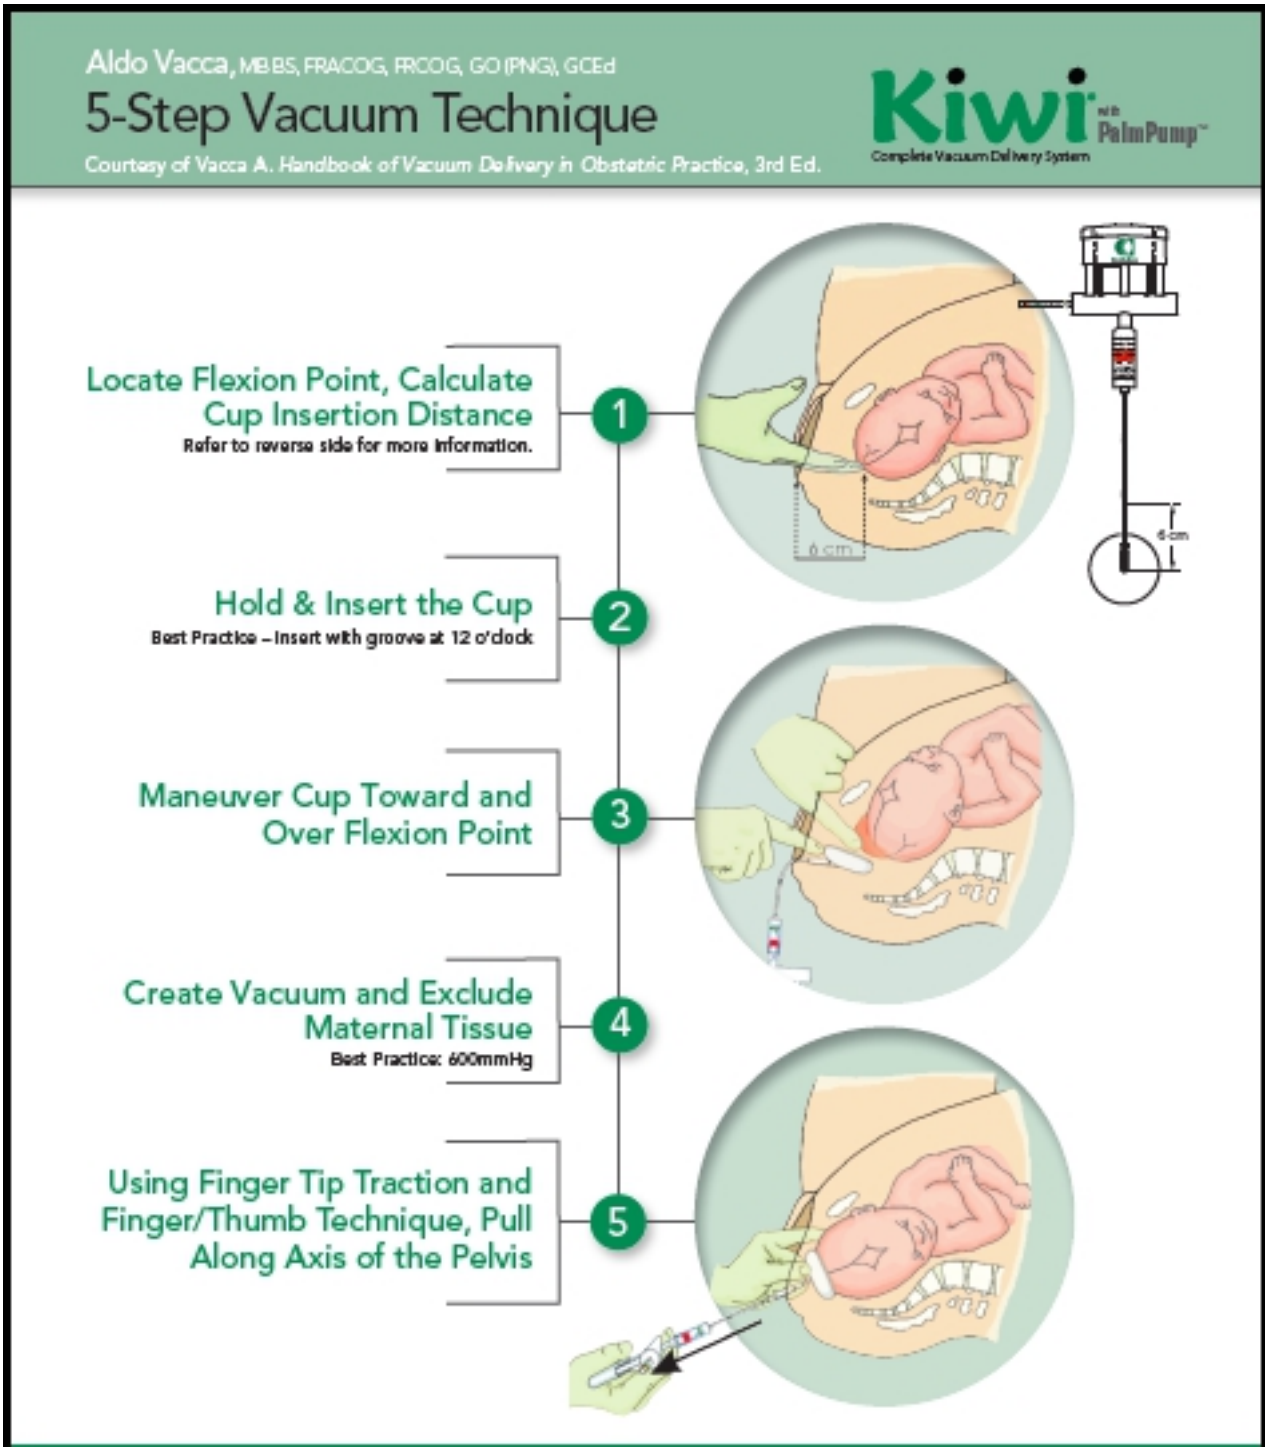 Aldo Vacca, MBBS, FRACOG, FRCOG, GO (PNG), GCEd
5-Step Vacuum Technique
Courtesy of Vacca A. Handbook of Vacuum Delivery in Obstetric Practice, 3rd Ed.
Kiwi
with
PalmPump™
Complete Vacuum Delivery System
Locate Flexion Point, Calculate
Cup Insertion Distance
Refer to reverse side for more information.
1
6 cm
6 cm
Hold & Insert the Cup
Best Practice – Insert with groove at 12 o'clock
2
Maneuver Cup Toward and
Over Flexion Point
3
Create Vacuum and Exclude
Maternal Tissue
Best Practice: 600mmHg
4
Using Finger Tip Traction and
Finger/Thumb Technique, Pull
Along Axis of the Pelvis
5